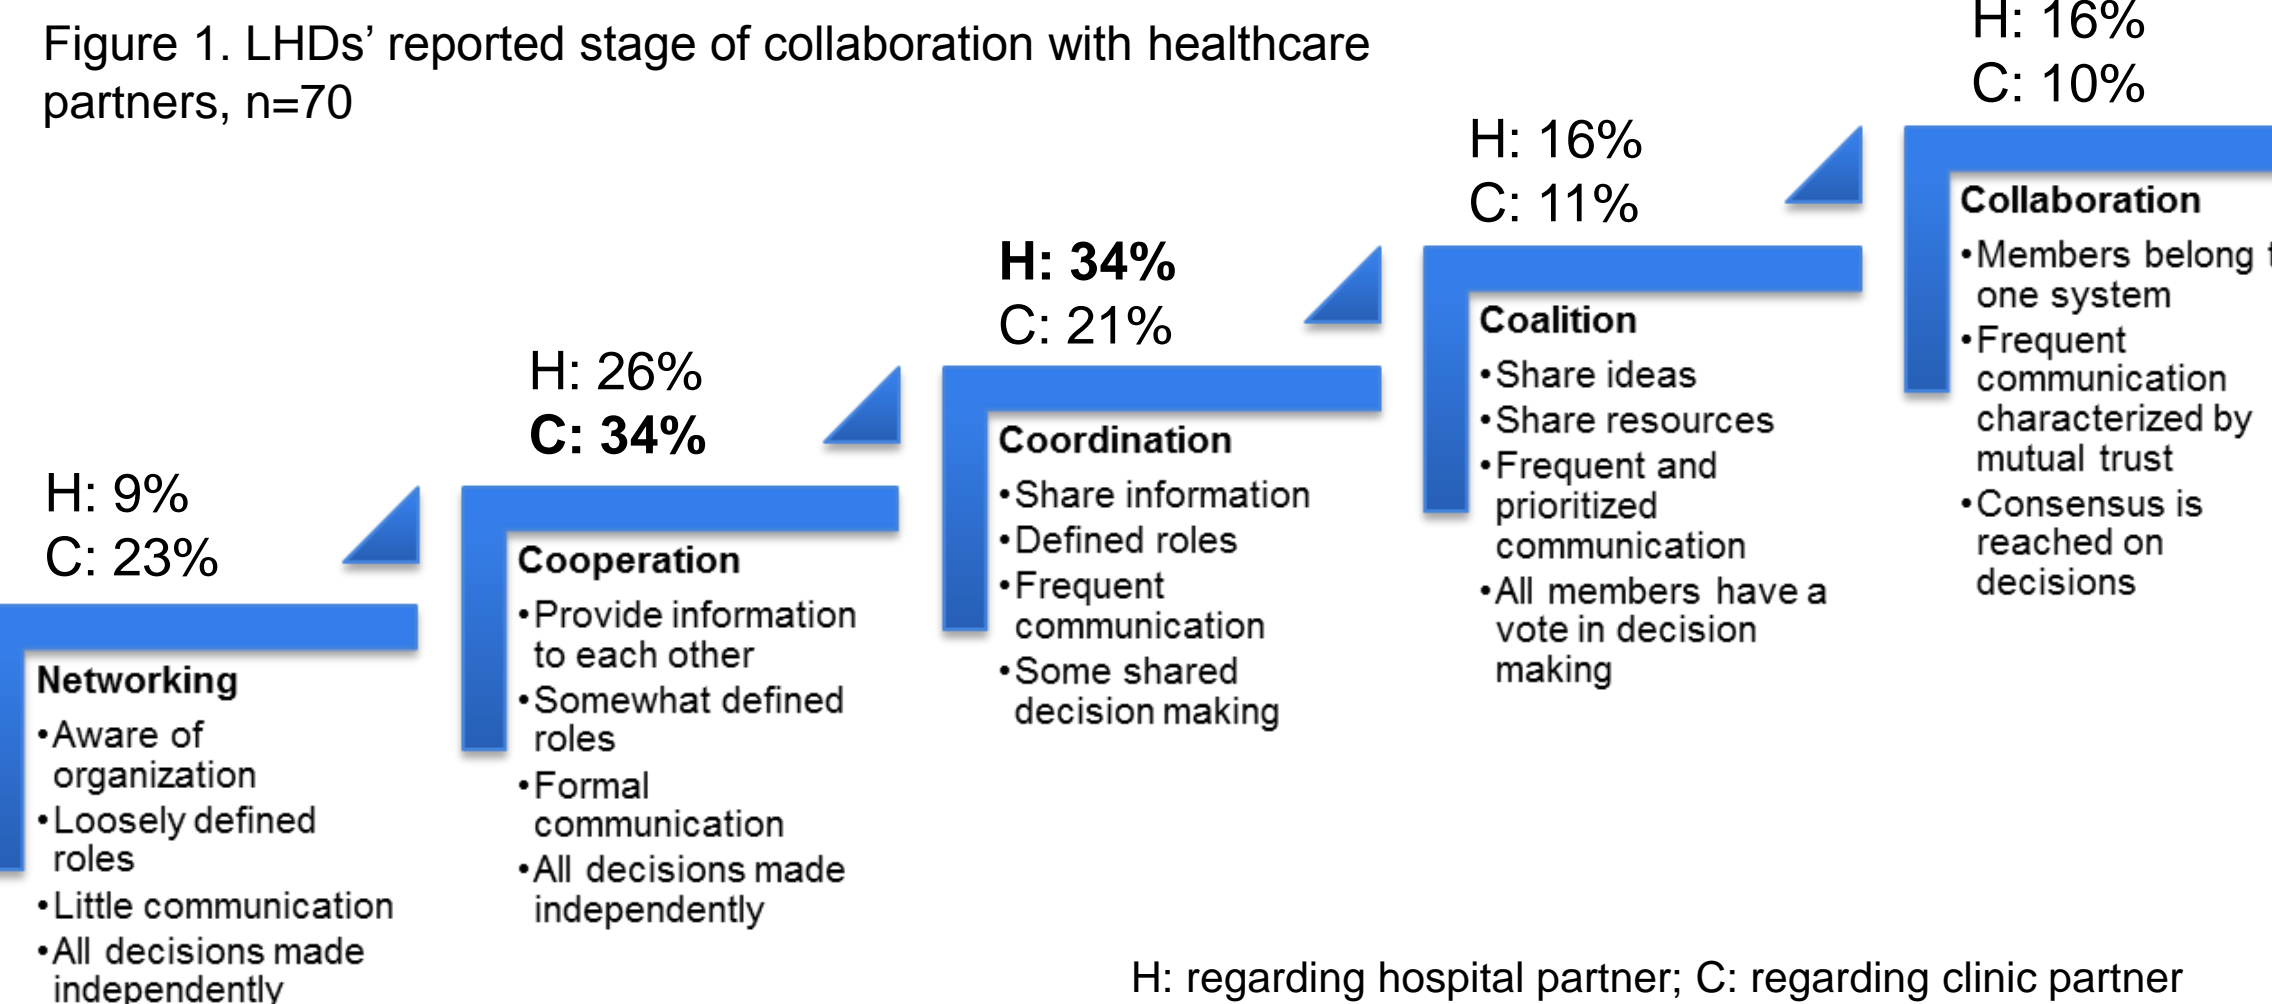 Figure 1. LHDs’ reported stage of collaboration with healthcare
partners, n=70
H: 9%
C: 23%
Networking
•Aware of
organization
•Loosely defined
roles
•Little communication
•All decisions made
independently
H: 26%
C: 34%
Cooperation
•Provide information
to each other
•Somewhat defined
roles
•Formal
communication
•All decisions made
independently
H: 34%
C: 21%
Coordination
•Share information
•Defined roles
•Frequent
communication
•Some shared
decision making
H: 16%
C: 11%
Coalition
•Share ideas
•Share resources
•Frequent and
prioritized
communication
•All members have a
vote in decision
making
H: 16%
C: 10%
Collaboration
•Members belong
one system
•Frequent
communication
characterized by
mutual trust
•Consensus is
reached on
decisions
H: regarding hospital partner; C: regarding clinic partner